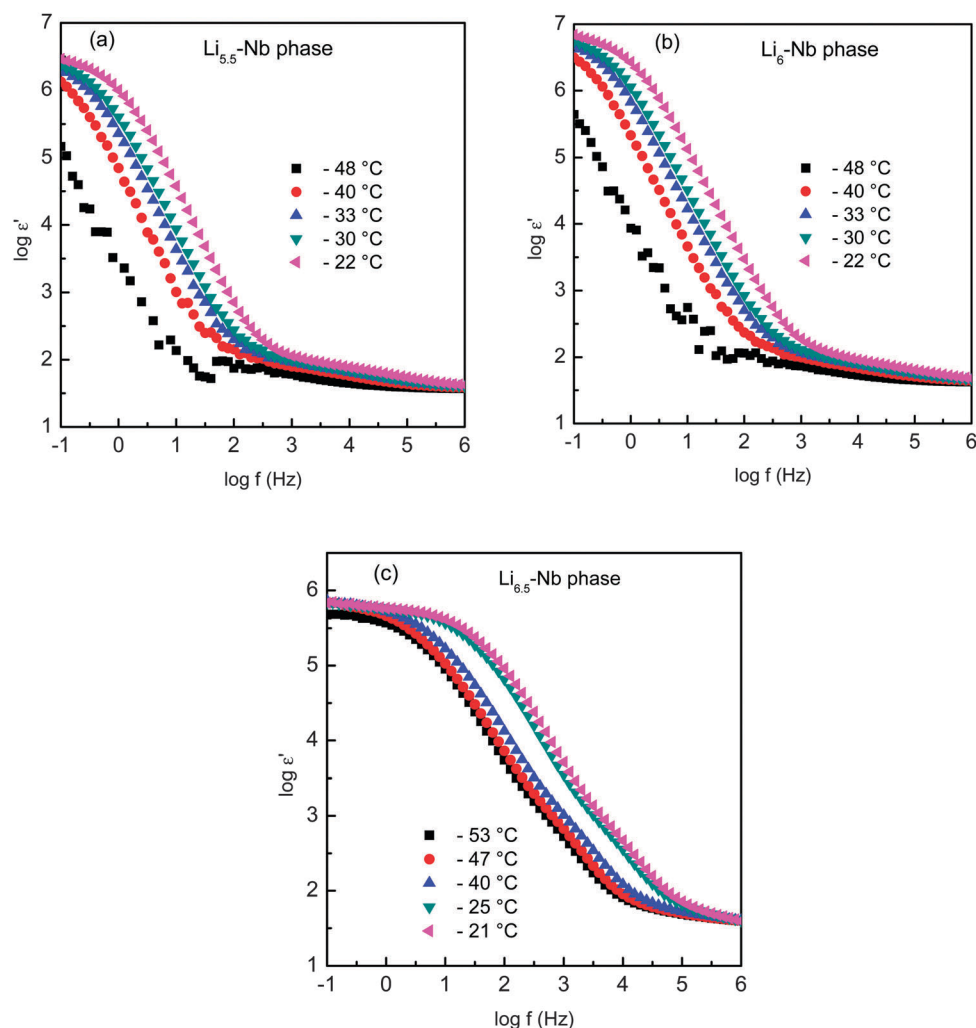 (a)
Li5.5-Nb phase
7
6
5
4
3
2
1
log ε'
- 48 °C
- 40 °C
- 33 °C
- 30 °C
- 22 °C
-1 0 1 2 3 4 5 6
log f (Hz)
(b)
Li6-Nb phase
7
6
5
4
3
2
1
log ε'
- 48 °C
- 40 °C
- 33 °C
- 30 °C
- 22 °C
-1 0 1 2 3 4 5 6
log f (Hz)
(c)
Li6.5-Nb phase
6
5
4
3
2
1
log ε'
- 53 °C
- 47 °C
- 40 °C
- 25 °C
- 21 °C
-1 0 1 2 3 4 5 6
log f (Hz)